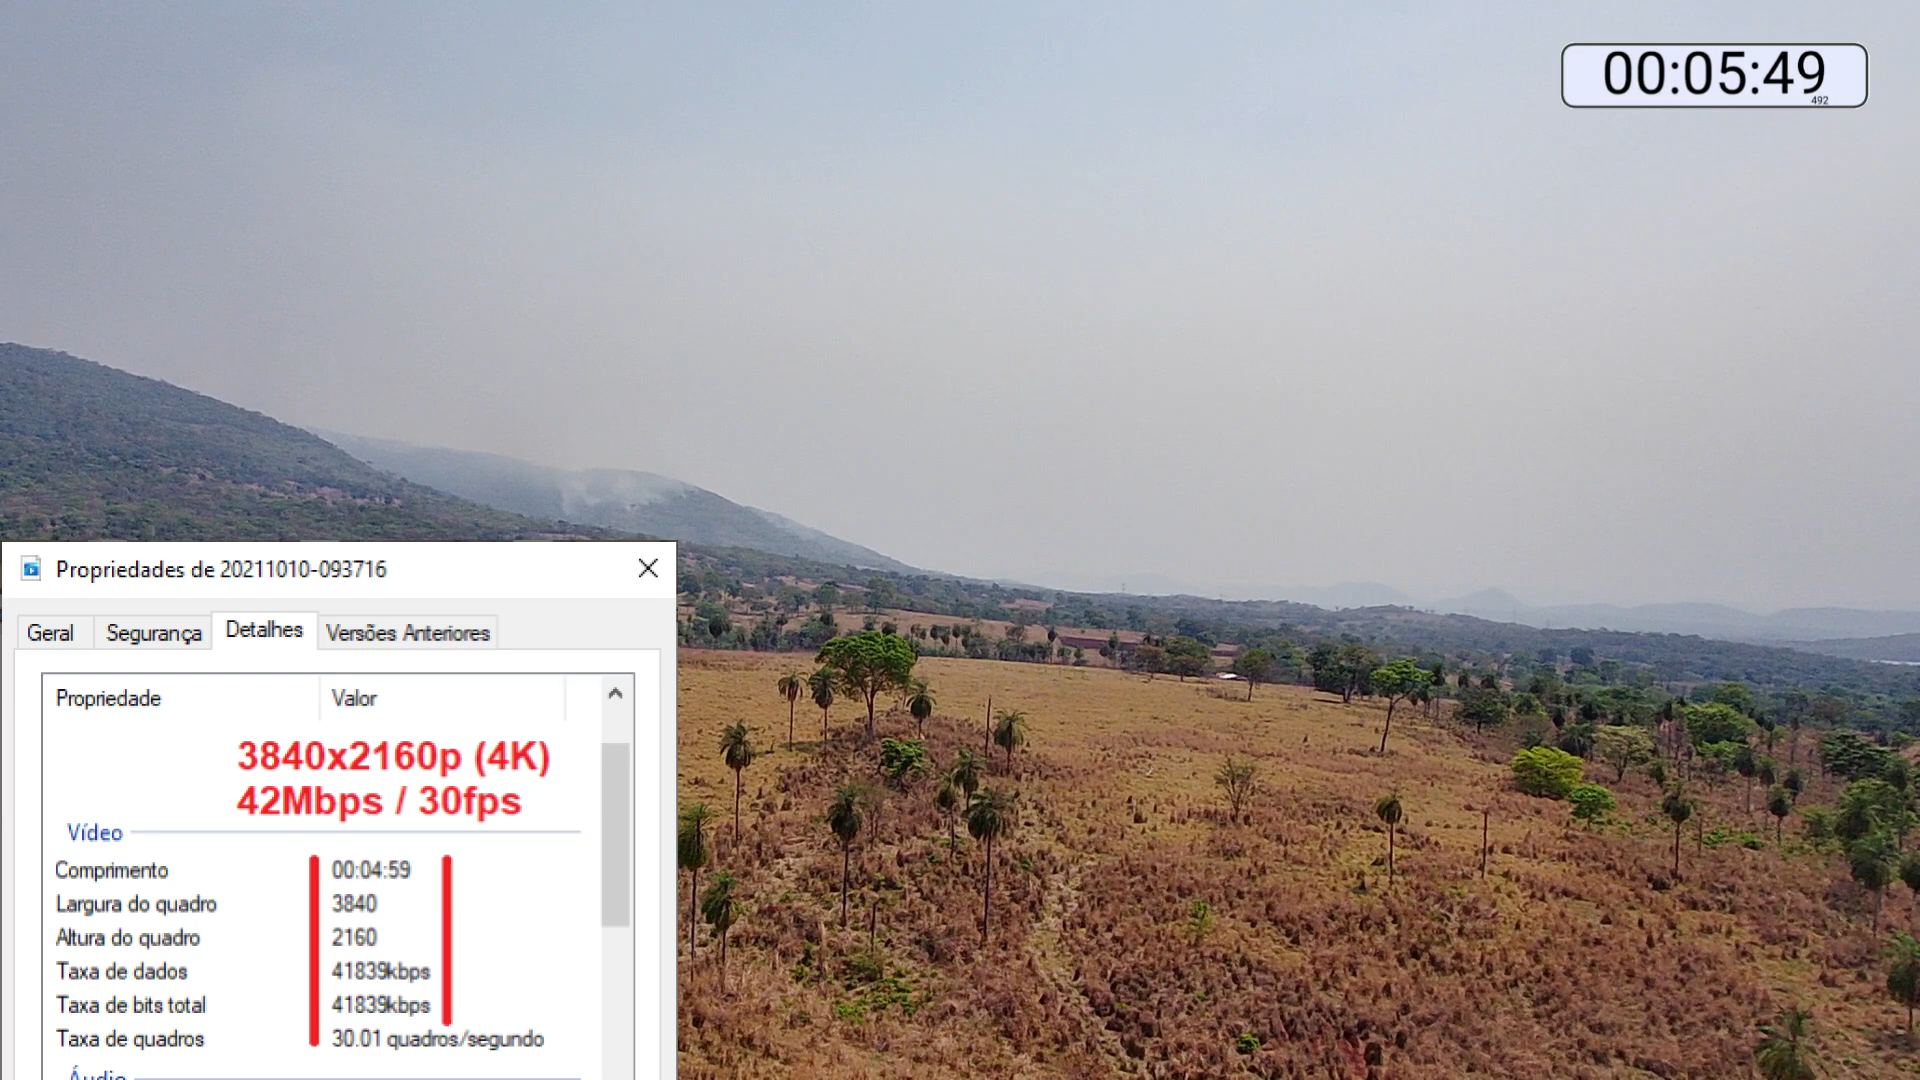 00:05:49
492
Propriedades de 20211010-093716
Geral Segurança Detalhes Versões Anteriores
Propriedade Valor
3840x2160p (4K)
42Mbps / 30fps
Vídeo
Comprimento 00:04:59
Largura do quadro 3840
Altura do quadro 2160
Taxa de dados 41839kbps
Taxa de bits total 41839kbps
Taxa de quadros 30.01 quadros/segundo
Áudio